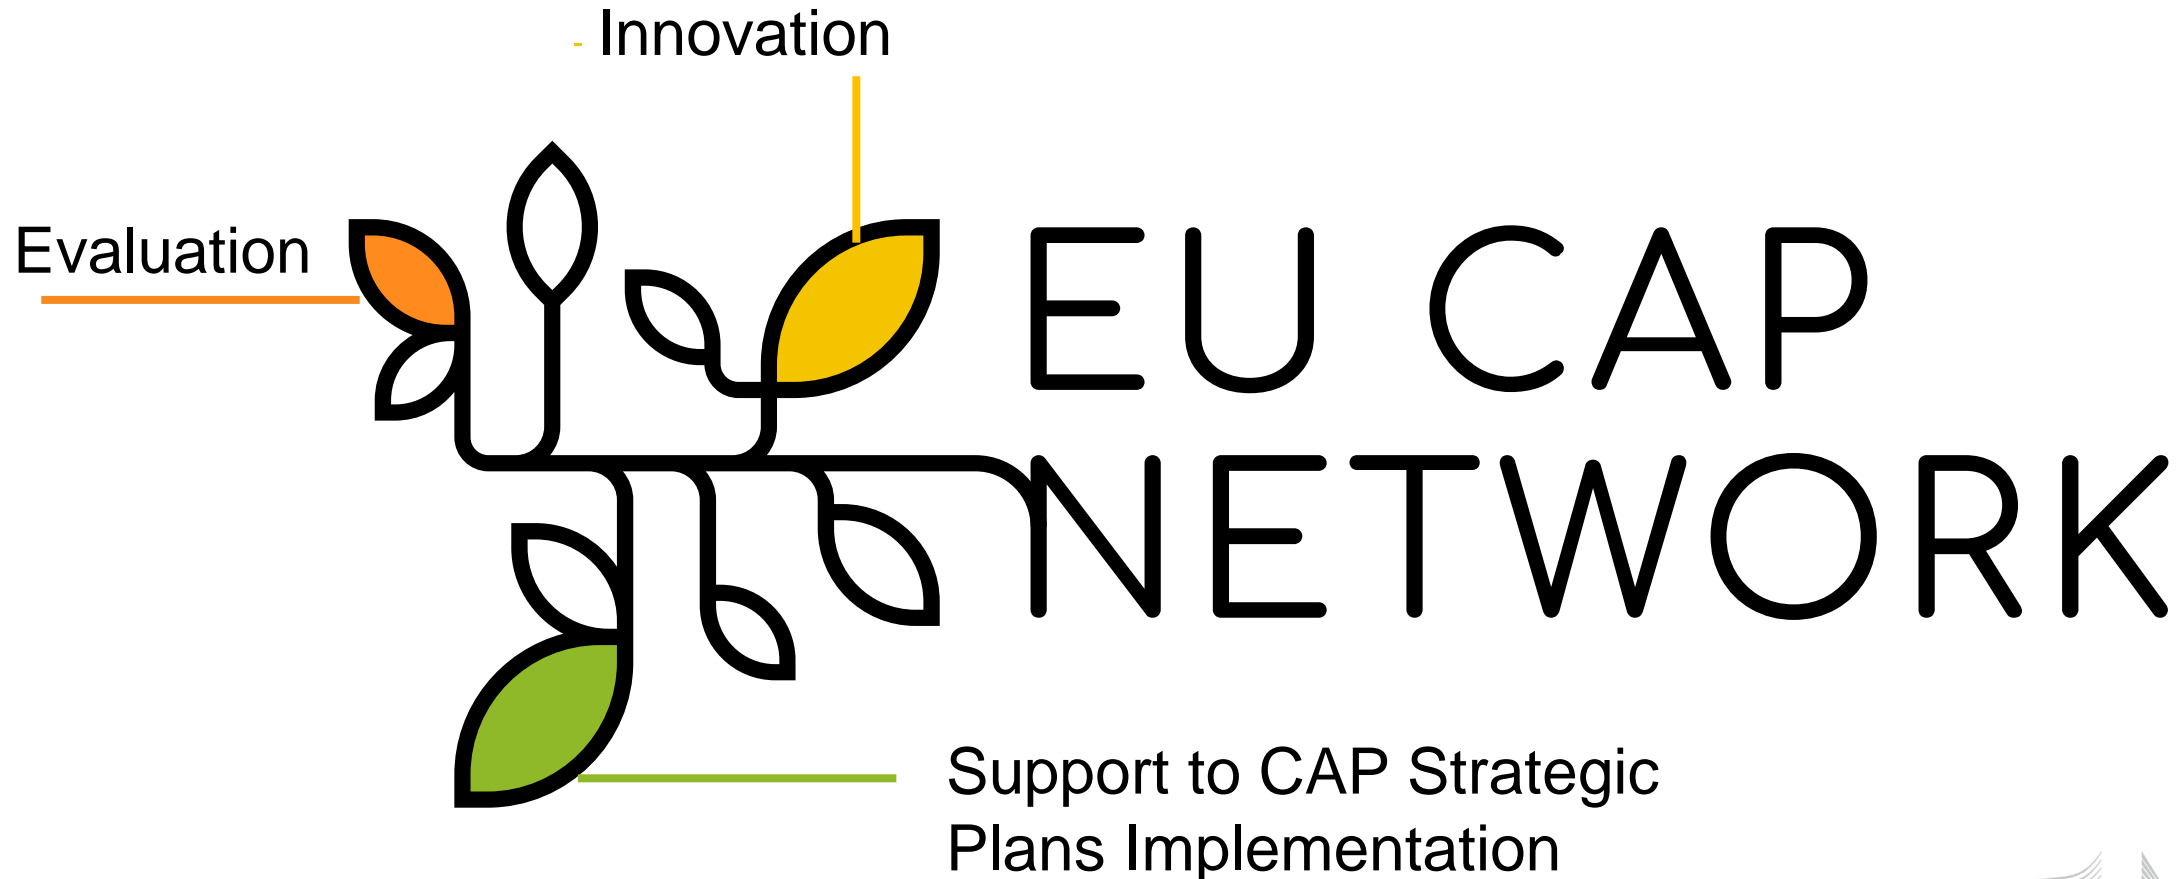 Innovation
Evaluation
EU CAP
NETWORK
Support to CAP Strategic
Plans Implementation